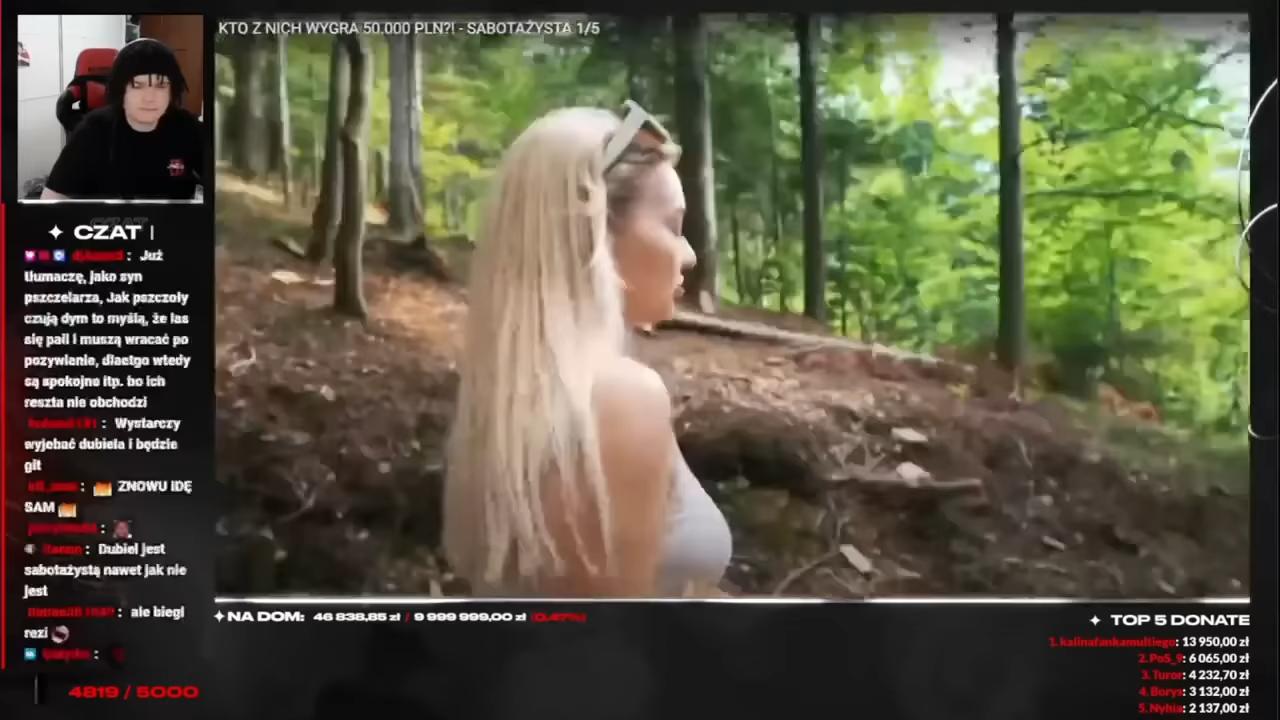 KTO Z NICH WYGRA 50.000 PLN?! - SABOTAŻYSTA 1/5
CZAT
: Już
tłumaczę, jako syn
pszczelarza, Jak pszczoły
czują dym to myślą, że las
się pali i muszą wracać po
pożywienie, dlatego wtedy
są spokojne itp. bo ich
reszta nie obchodzi
: Wystarczy
wyjebać dubiela i będzie
git
: ZNOWU IDĘ
SAM
:
: Dubiel jest
sabotażystą nawet jak nie
jest
: ale biegl
rezi
:
4819 / 5000
NA DOM: 46 838,85 zł / 9 999 999,00 zł (0.47%)
TOP 5 DONATE
1. kalinafankamultiego: 13 950,00 zł
2. PoS_9: 6 065,00 zł
3. Turor: 4 232,70 zł
4. Borys: 3 132,00 zł
5. Nyhia: 2 137,00 zł